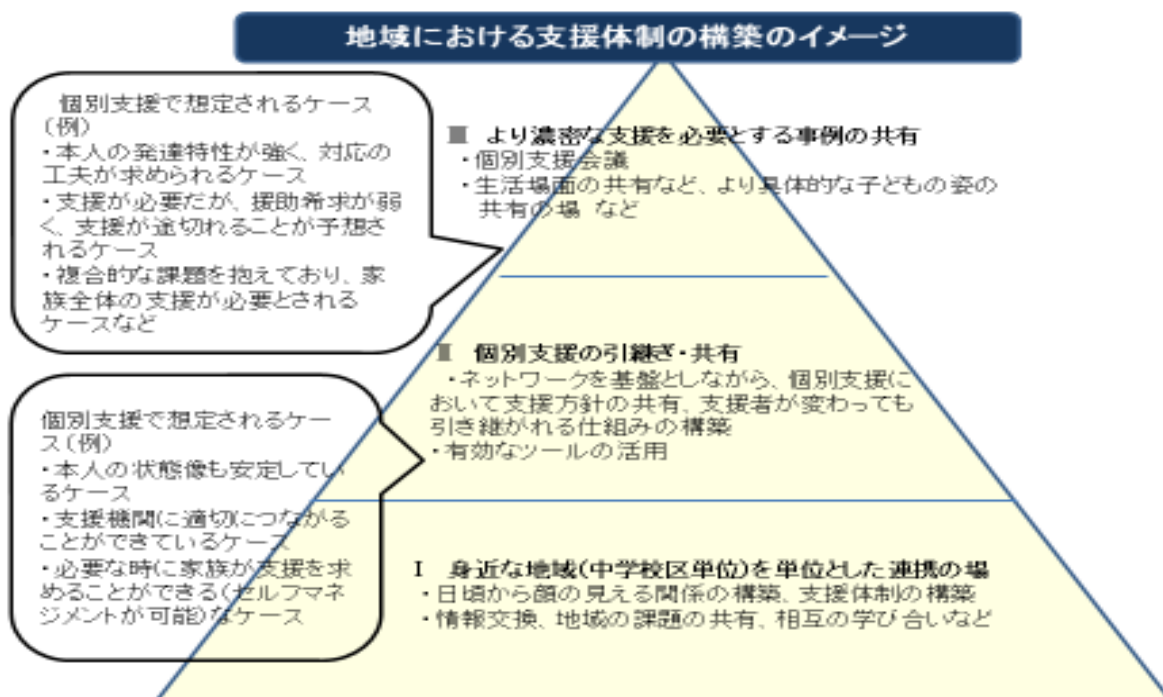 地域における支援体制の構築のイメージ
個別支援で想定されるケース
(例)
・本人の発達特性が強く、対応の
工夫が求められるケース
・支援が必要だが、援助希求が弱
く、支援が途切れることが予想さ
れるケース
・複合的な課題を抱えており、家
族全体の支援が必要とされる
ケースなど
Ⅲ より濃密な支援を必要とする事例の共有
・個別支援会議
・生活場面の共有など、より具体的な子どもの姿の
共有の場 など
Ⅱ 個別支援の引継ぎ・共有
・ネットワークを基盤としながら、個別支援に
おいて支援方針の共有、支援者が変わっても
引き継がれる仕組みの構築
・有効なツールの活用
個別支援で想定されるケー
ス(例)
・本人の状態像も安定してい
るケース
・支援機関に適切につながる
ことができているケース
・必要な時に家族が支援を求
めることができる(セルフマネ
ジメントが可能)なケース
Ⅰ 身近な地域(中学校区単位)を単位とした連携の場
・日頃から顔の見える関係の構築、支援体制の構築
・情報交換、地域の課題の共有、相互の学び合いなど